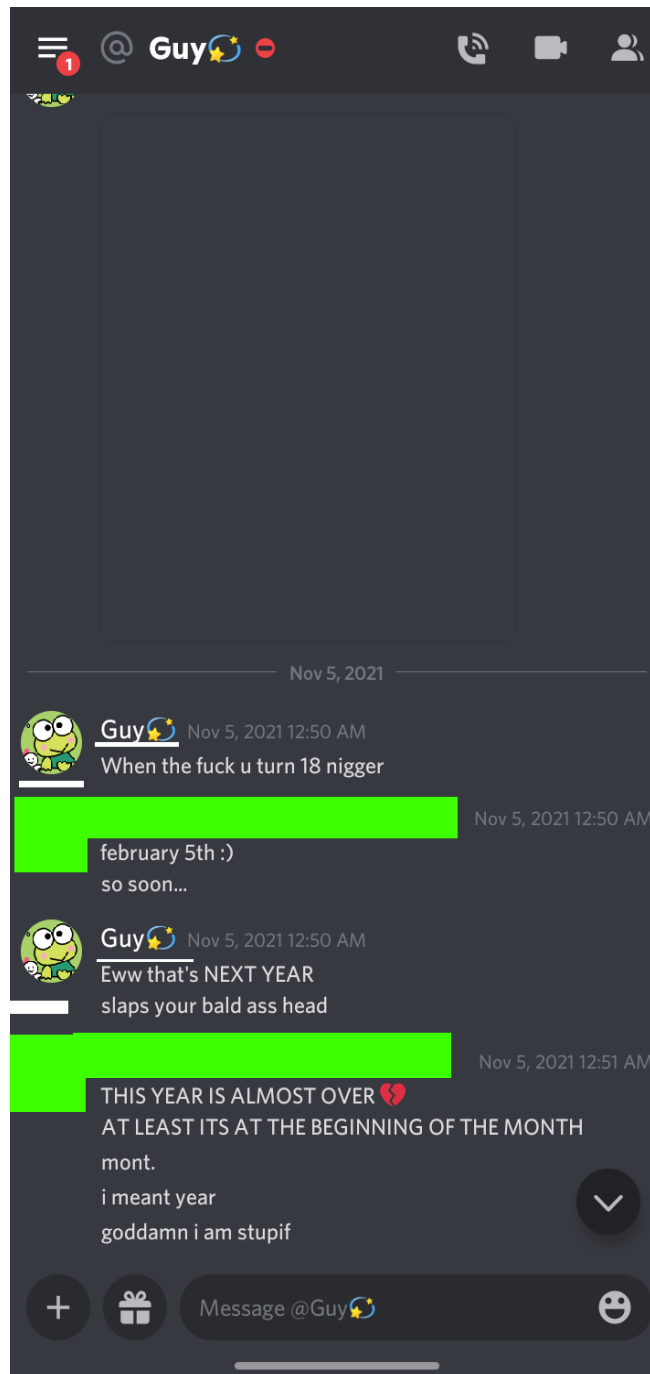 1
@ Guy💫
Nov 5, 2021
Guy💫 Nov 5, 2021 12:50 AM
When the fuck u turn 18 nigger
Nov 5, 2021 12:50 AM
february 5th :)
so soon...
Guy💫 Nov 5, 2021 12:50 AM
Eww that's NEXT YEAR
slaps your bald ass head
Nov 5, 2021 12:51 AM
THIS YEAR IS ALMOST OVER 💔
AT LEAST ITS AT THE BEGINNING OF THE MONTH
mont.
i meant year
goddamn i am stupif
Message @Guy💫